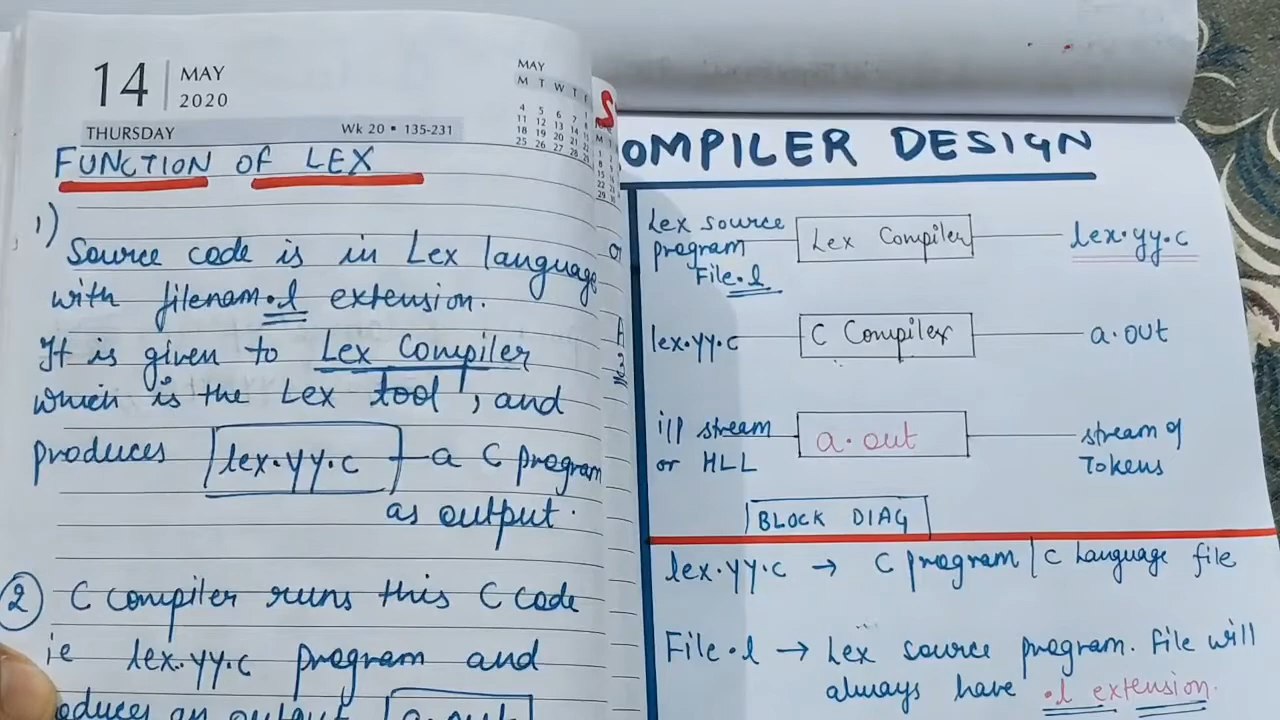 14 MAY
2020
THURSDAY Wk 20 • 135-231
MAY
M T W T F
4 5 6 7
11 12 13 14
18 19 20 21
25 26 27 28
FUNCTION OF LEX
1)
Source code is in Lex language
with filenam.l extension.
It is given to Lex Compiler
which is the Lex tool, and
produces lex.yy.c - a C program
as output.
2 C compiler runs this C code
ie lex.yy.c program and
oduces an output a.out
S
OMPILER DESIGN
Lex source
program
File.l
Lex Compiler
lex.yy.c
lex.yy.c
C Compiler
a.out
i/p stream
or HLL
a.out
stream of
Tokens
BLOCK DIAG
lex.yy.c → C program | C Language file
File.l → Lex source program. File will
always have .l extension.